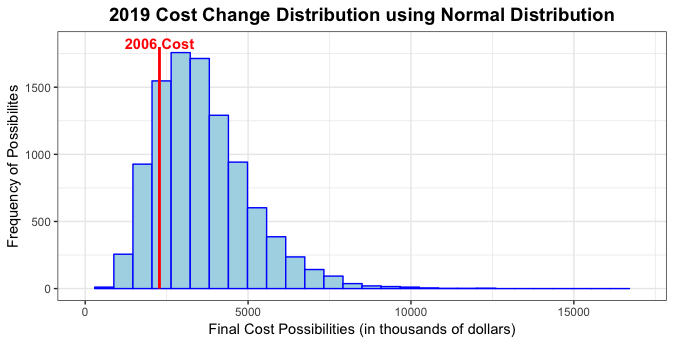 2019 Cost Change Distribution using Normal Distribution
2006 Cost
Frequency of Possibilites
1500
1000
500
0
0 5000 10000 15000
Final Cost Possibilities (in thousands of dollars)